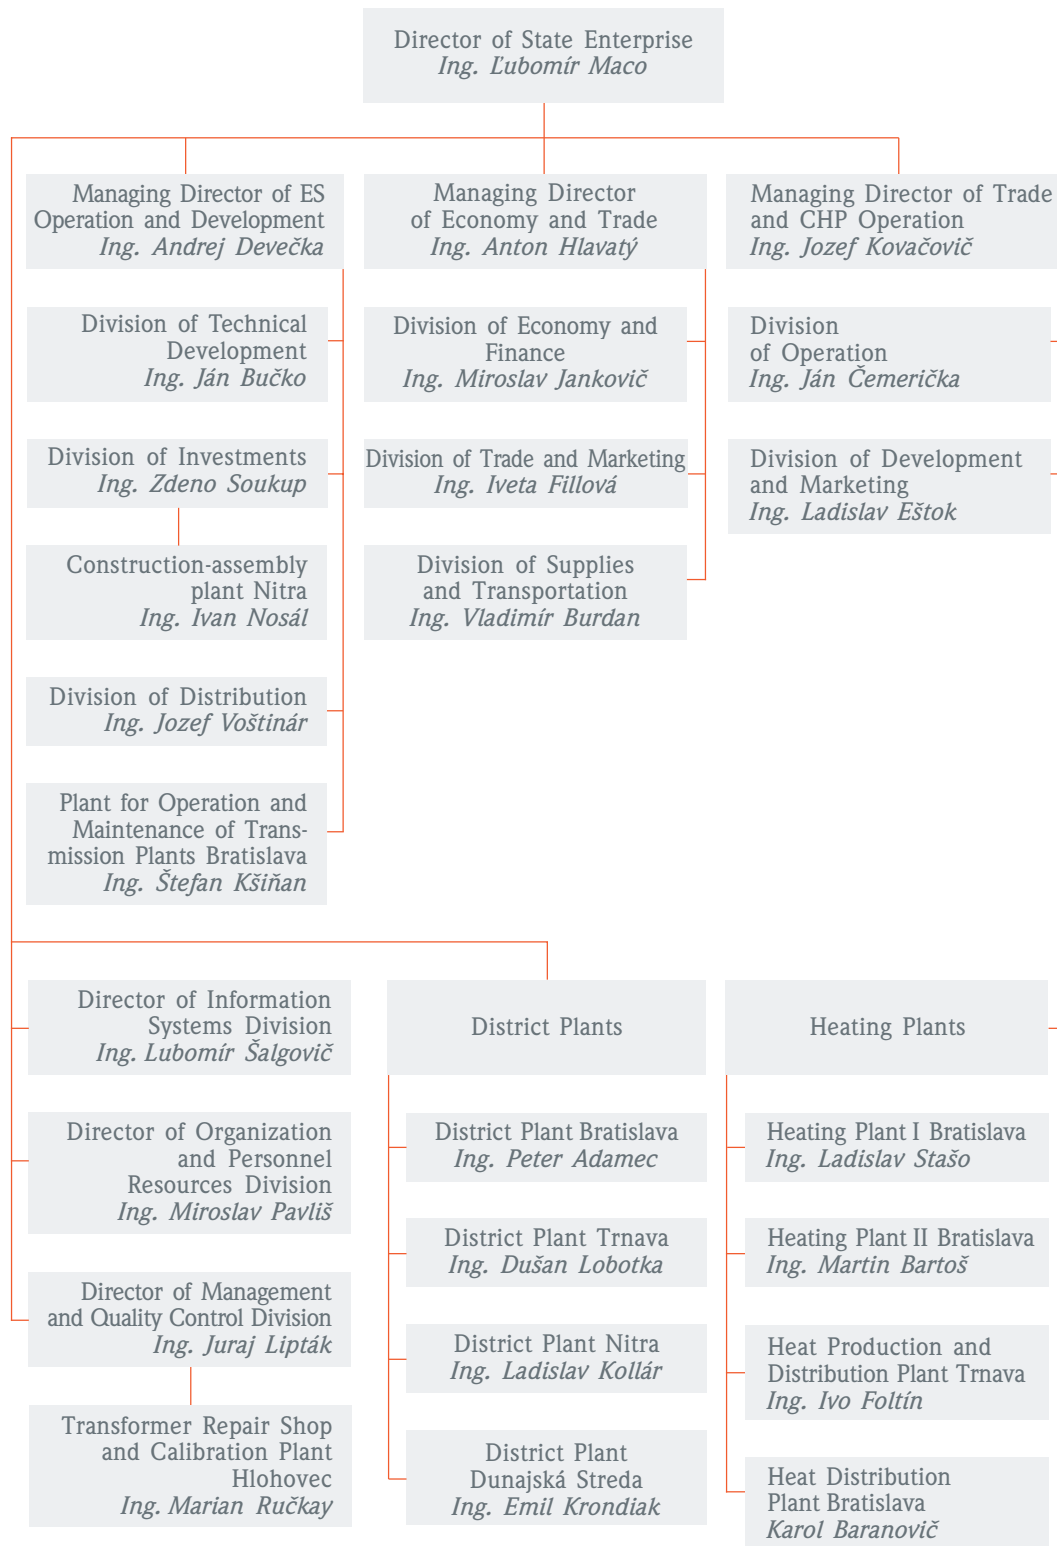 Director of State Enterprise
Ing. Ľubomír Maco
Managing Director of ES
Operation and Development
Ing. Andrej Devečka
Division of Technical
Development
Ing. Ján Bučko
Division of Investments
Ing. Zdeno Soukup
Construction-assembly
plant Nitra
Ing. Ivan Nosál
Division of Distribution
Ing. Jozef Voštinár
Plant for Operation and
Maintenance of Trans-
mission Plants Bratislava
Ing. Štefan Kšiňan
Managing Director
of Economy and Trade
Ing. Anton Hlavatý
Division of Economy and
Finance
Ing. Miroslav Jankovič
Division of Trade and Marketing
Ing. Iveta Fillová
Division of Supplies
and Transportation
Ing. Vladimír Burdan
Managing Director of Trade
and CHP Operation
Ing. Jozef Kovačovič
Division
of Operation
Ing. Ján Čemerička
Division of Development
and Marketing
Ing. Ladislav Eštok
Director of Information
Systems Division
Ing. Lubomír Šalgovič
Director of Organization
and Personnel
Resources Division
Ing. Miroslav Pavliš
Director of Management
and Quality Control Division
Ing. Juraj Lipták
Transformer Repair Shop
and Calibration Plant
Hlohovec
Ing. Marian Ručkay
District Plants
District Plant Bratislava
Ing. Peter Adamec
District Plant Trnava
Ing. Dušan Lobotka
District Plant Nitra
Ing. Ladislav Kollár
District Plant
Dunajská Streda
Ing. Emil Krondiak
Heating Plants
Heating Plant I Bratislava
Ing. Ladislav Stašo
Heating Plant II Bratislava
Ing. Martin Bartoš
Heat Production and
Distribution Plant Trnava
Ing. Ivo Foltín
Heat Distribution
Plant Bratislava
Karol Baranovič